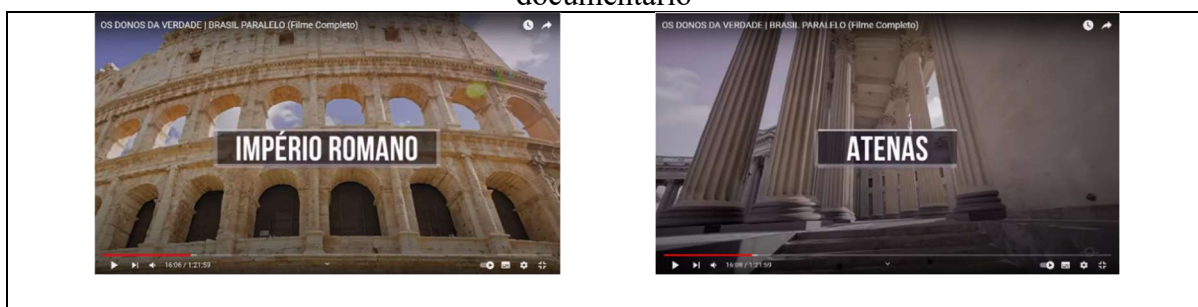 documentário
OS DONOS DA VERDADE | BRASIL PARALELO (Filme Completo)
IMPÉRIO ROMANO
16:06 / 1:21:59
OS DONOS DA VERDADE | BRASIL PARALELO (Filme Completo)
ATENAS
16:08 / 1:21:59